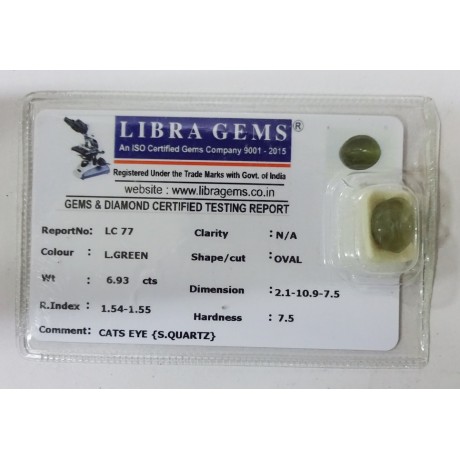 LIBRA GEMS®
An ISO Certified Gems Company 9001 - 2015
Registered Under the Trade Marks with Govt. of India
website : www.libragems.co.in
GEMS & DIAMOND CERTIFIED TESTING REPORT
ReportNo: LC 77 Clarity : N/A
Colour : L.GREEN Shape/cut : OVAL
Wt : 6.93 cts Dimension : 2.1-10.9-7.5
R.Index : 1.54-1.55 Hardness : 7.5
Comment: CATS EYE {S.QUARTZ}